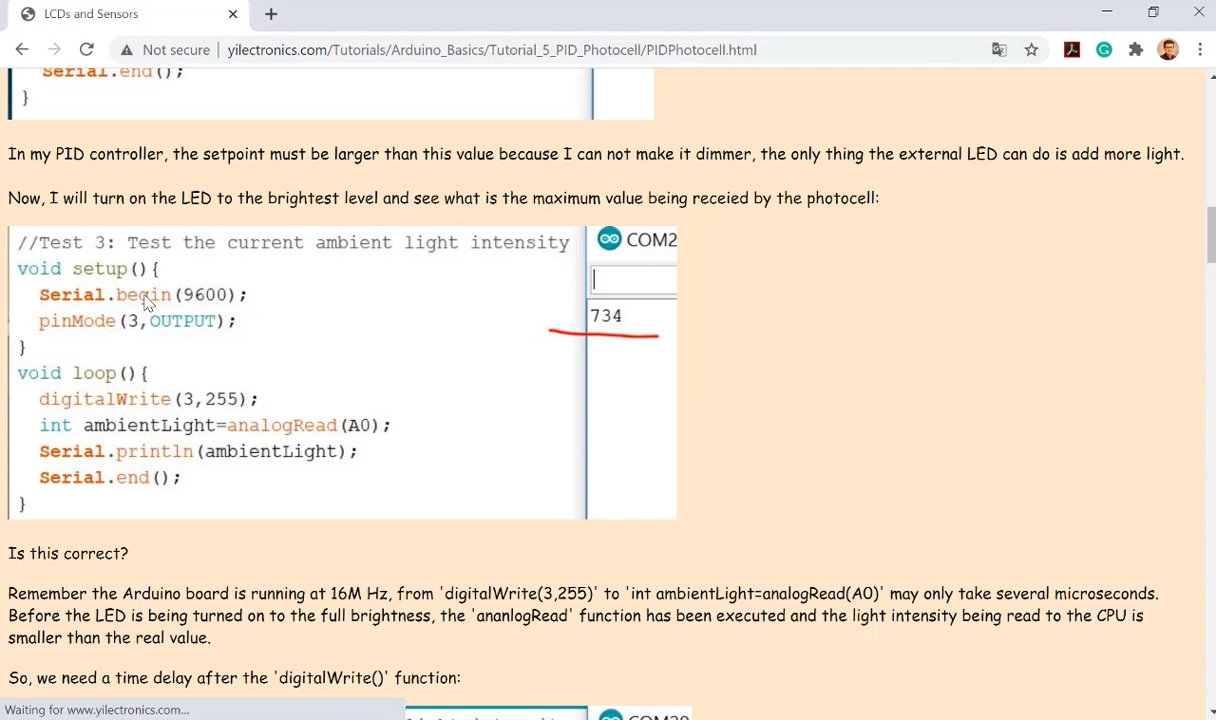 LCDs and Sensors
Not secure
yilectronics.com/Tutorials/Arduino_Basics/Tutorial_5_PID_Photocell/PIDPhotocell.html
Serial.end();
}
In my PID controller, the setpoint must be larger than this value because I can not make it dimmer, the only thing the external LED can do is add more light.
Now, I will turn on the LED to the brightest level and see what is the maximum value being receied by the photocell:
//Test 3: Test the current ambient light intensity
void setup(){
Serial.begin(9600);
pinMode(3,OUTPUT);
}
void loop(){
digitalWrite(3,255);
int ambientLight=analogRead(A0);
Serial.println(ambientLight);
Serial.end();
}
COM2
734
Is this correct?
Remember the Arduino board is running at 16M Hz, from 'digitalWrite(3,255)' to 'int ambientLight=analogRead(A0)' may only take several microseconds.
Before the LED is being turned on to the full brightness, the 'ananlogRead' function has been executed and the light intensity being read to the CPU is
smaller than the real value.
So, we need a time delay after the 'digitalWrite()' function:
Waiting for www.yilectronics.com...